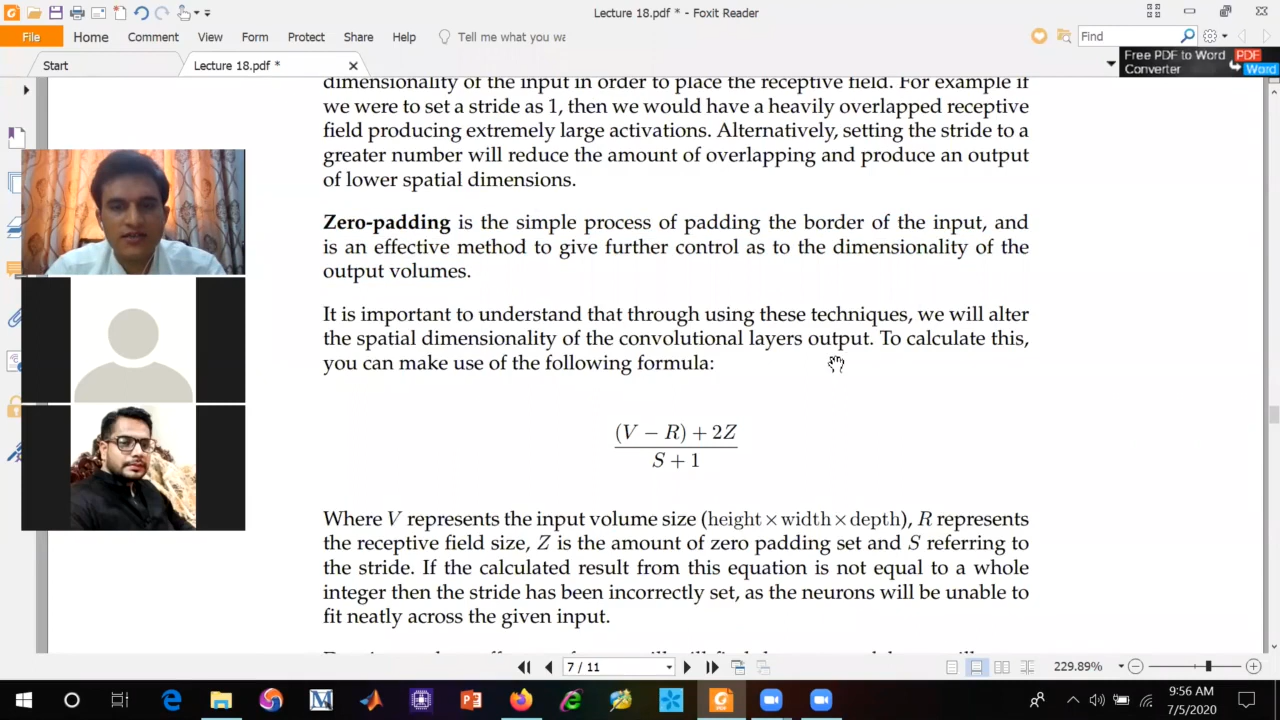 Lecture 18.pdf * - Foxit Reader
File Home Comment View Form Protect Share Help Tell me what you wa Find
Start Lecture 18.pdf *
Free PDF to Word Converter PDF Word
dimensionality of the input in order to place the receptive field. For example if
we were to set a stride as 1, then we would have a heavily overlapped receptive
field producing extremely large activations. Alternatively, setting the stride to a
greater number will reduce the amount of overlapping and produce an output
of lower spatial dimensions.
Zero-padding is the simple process of padding the border of the input, and
is an effective method to give further control as to the dimensionality of the
output volumes.
It is important to understand that through using these techniques, we will alter
the spatial dimensionality of the convolutional layers output. To calculate this,
you can make use of the following formula:
(V − R) + 2Z
S + 1
Where V represents the input volume size (height×width×depth), R represents
the receptive field size, Z is the amount of zero padding set and S referring to
the stride. If the calculated result from this equation is not equal to a whole
integer then the stride has been incorrectly set, as the neurons will be unable to
fit neatly across the given input.
7 / 11 229.89%
9:56 AM
7/5/2020